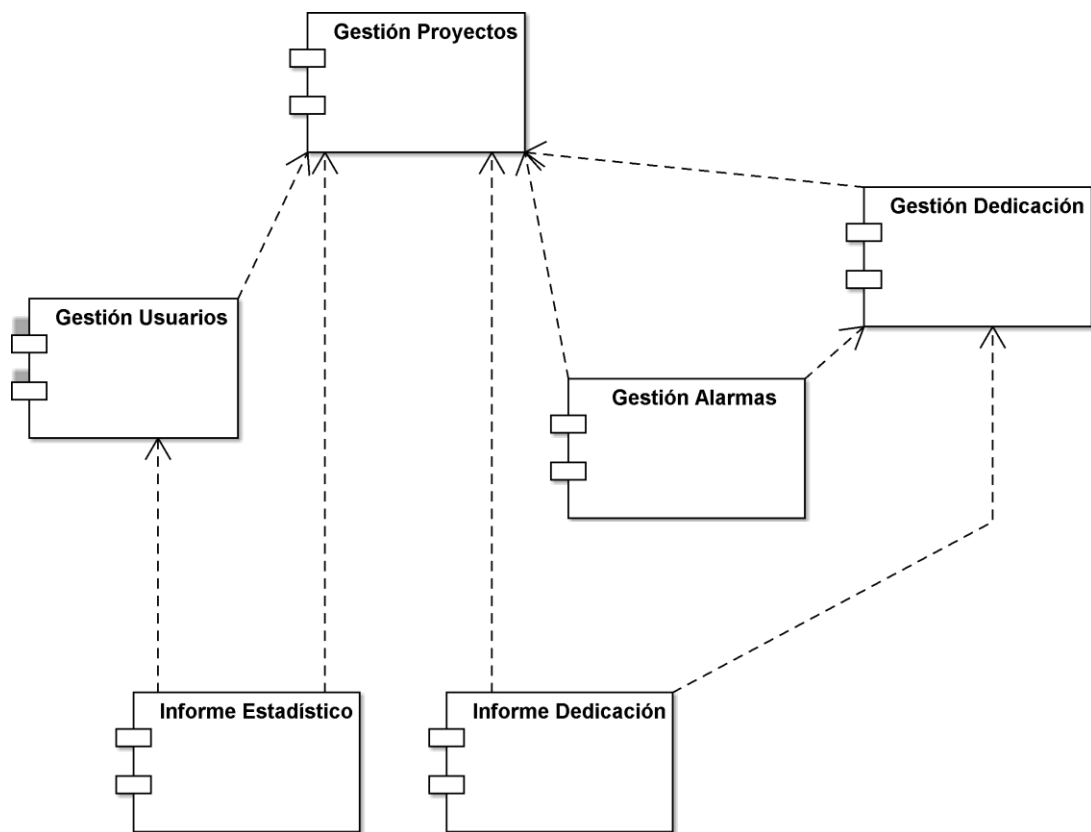 Gestión Proyectos
Gestión Dedicación
Gestión Usuarios
Gestión Alarmas
Informe Estadístico
Informe Dedicación